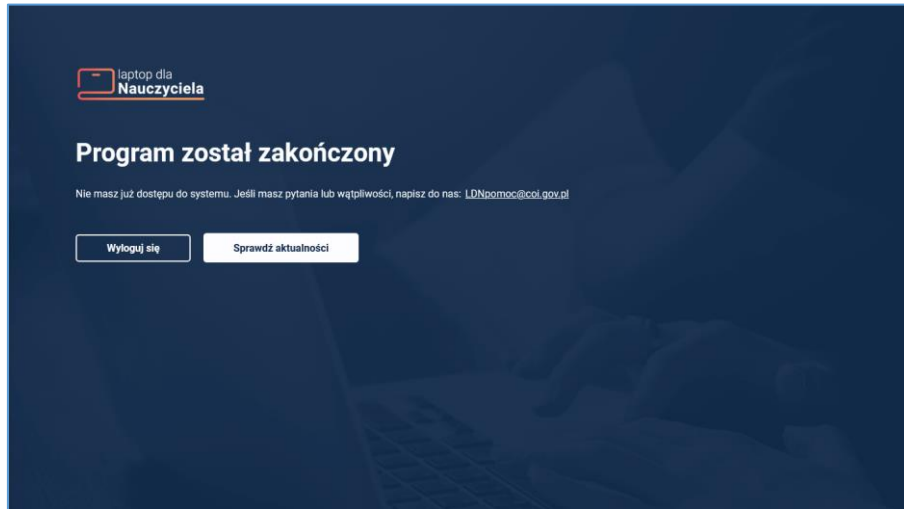 laptop dla
Nauczyciela
Program został zakończony
Nie masz już dostępu do systemu. Jeśli masz pytania lub wątpliwości, napisz do nas: LDNpomoc@coi.gov.pl
Wyloguj się
Sprawdź aktualności